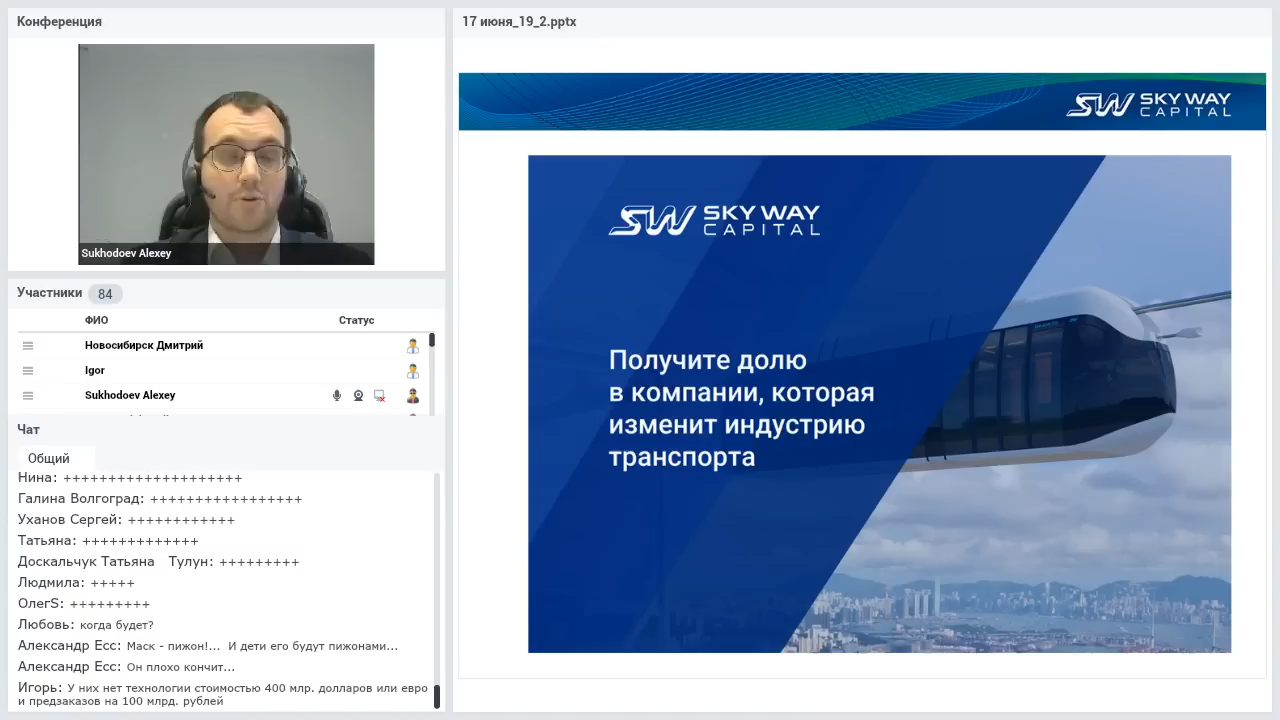 Конференция
Sukhodoev Alexey
Участники 84
ФИО Статус
Новосибирск Дмитрий
Igor
Sukhodoev Alexey
Чат
Общий
Нина: ++++++++++++++++++++
Галина Волгоград: +++++++++++++++++
Уханов Сергей: ++++++++++++
Татьяна: +++++++++++++
Доскальчук Татьяна Тулун: +++++++++
Людмила: +++++
ОлегS: +++++++++
Любовь: когда будет?
Александр Есс: Маск - пижон!... И дети его будут пижонами...
Александр Есс: Он плохо кончит...
Игорь: У них нет технологии стоимостью 400 млр. долларов или евро
и предзаказов на 100 млрд. рублей
17 июня_19_2.pptx
SW SKY WAY
CAPITAL
SW SKY WAY
CAPITAL
Получите долю
в компании, которая
изменит индустрию
транспорта